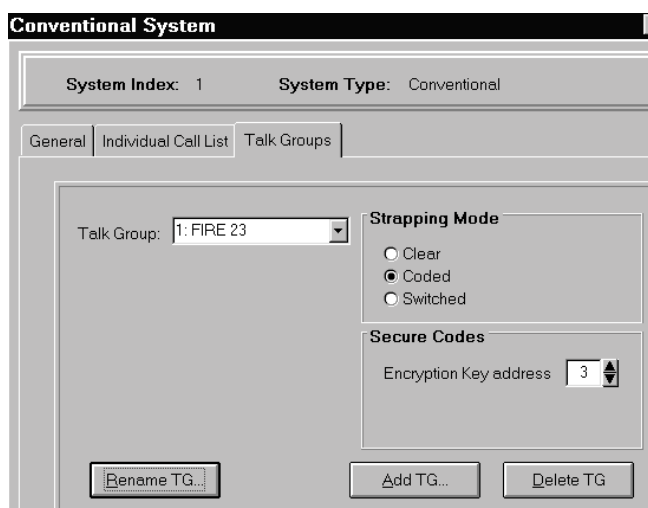 Conventional System
System Index: 1 System Type: Conventional
General Individual Call List Talk Groups
Talk Group: 1: FIRE 23
Strapping Mode
Clear
Coded
Switched
Secure Codes
Encryption Key address 3
Rename TG... Add TG... Delete TG